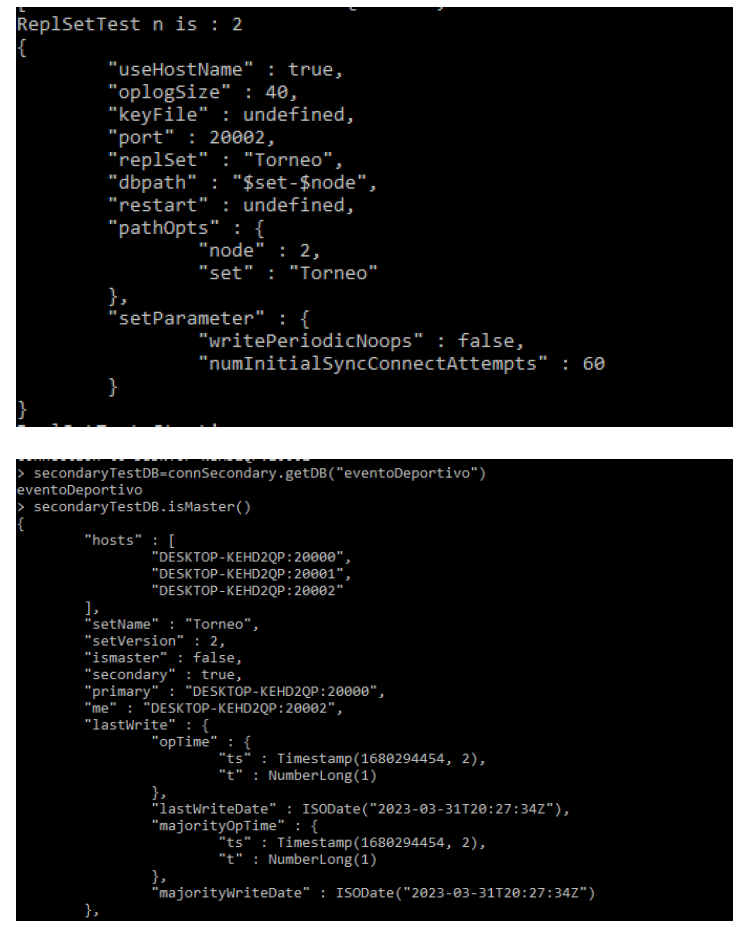 ReplSetTest n is : 2
{
        "useHostName" : true,
        "oplogSize" : 40,
        "keyFile" : undefined,
        "port" : 20002,
        "replSet" : "Torneo",
        "dbpath" : "$set-$node",
        "restart" : undefined,
        "pathOpts" : {
                "node" : 2,
                "set" : "Torneo"
        },
        "setParameter" : {
                "writePeriodicNoops" : false,
                "numInitialSyncConnectAttempts" : 60
        }
}
> secondaryTestDB=connSecondary.getDB("eventoDeportivo")
eventoDeportivo
> secondaryTestDB.isMaster()
{
        "hosts" : [
                "DESKTOP-KEHD2QP:20000",
                "DESKTOP-KEHD2QP:20001",
                "DESKTOP-KEHD2QP:20002"
        ],
        "setName" : "Torneo",
        "setVersion" : 2,
        "ismaster" : false,
        "secondary" : true,
        "primary" : "DESKTOP-KEHD2QP:20000",
        "me" : "DESKTOP-KEHD2QP:20002",
        "lastWrite" : {
                "opTime" : {
                        "ts" : Timestamp(1680294454, 2),
                        "t" : NumberLong(1)
                },
                "lastWriteDate" : ISODate("2023-03-31T20:27:34Z"),
                "majorityOpTime" : {
                        "ts" : Timestamp(1680294454, 2),
                        "t" : NumberLong(1)
                },
                "majorityWriteDate" : ISODate("2023-03-31T20:27:34Z")
        },